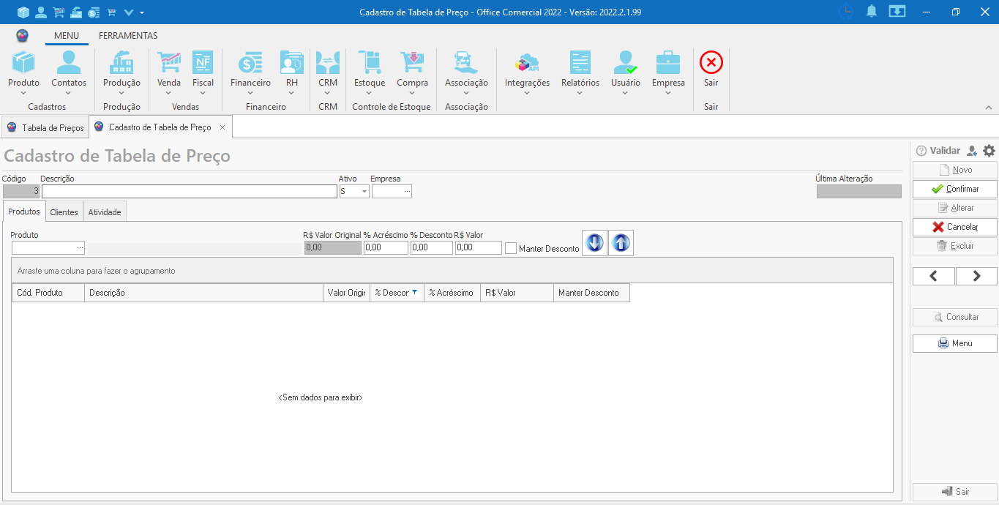 Cadastro de Tabela de Preço - Office Comercial 2022 - Versão: 2022.2.1.99
MENU FERRAMENTAS
NF API
Produto Contatos Produção Venda Fiscal Financeiro RH CRM Estoque Compra Associação Integrações Relatórios Usuário Empresa Sair
Cadastros Produção Vendas Financeiro CRM Controle de Estoque Associação Sair
Tabela de Preços Cadastro de Tabela de Preço
Cadastro de Tabela de Preço
Validar
Código Descrição Ativo Empresa Última Alteração
3 S ...
Novo
Confirmar
Alterar
Cancelar
Excluir
Consultar
Menu
Sair
Produtos Clientes Atividade
Produto R$ Valor Original % Acréscimo % Desconto R$ Valor
... 0,00 0,00 0,00 0,00 Manter Desconto
Arraste uma coluna para fazer o agrupamento
Cód. Produto Descrição Valor Origir % Descor % Acréscimo R$ Valor Manter Desconto
<Sem dados para exibir>